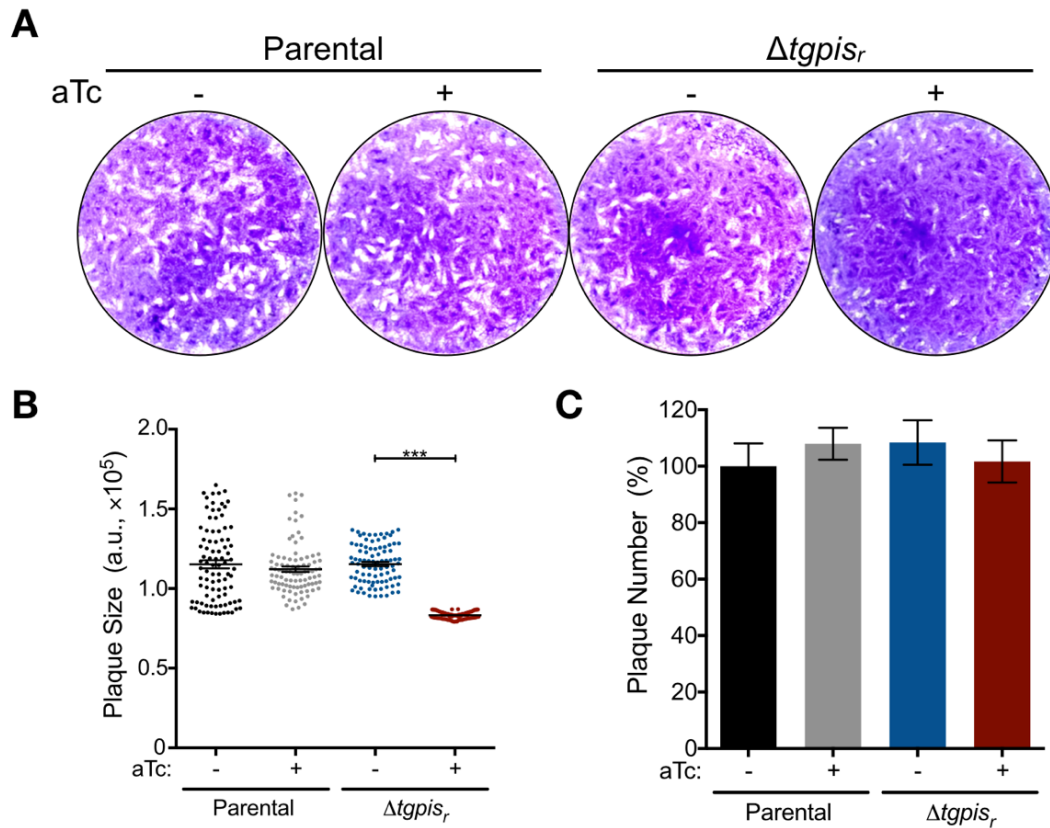 A
Parental Δtgpisᵣ
aTc - + - +
B
Plaque Size (a.u., ×10⁵)
2.0
1.5
1.0
0.5
0
***
aTc: - + - +
Parental Δtgpisᵣ
C
Plaque Number (%)
120
100
80
60
40
20
0
aTc: - + - +
Parental Δtgpisᵣ